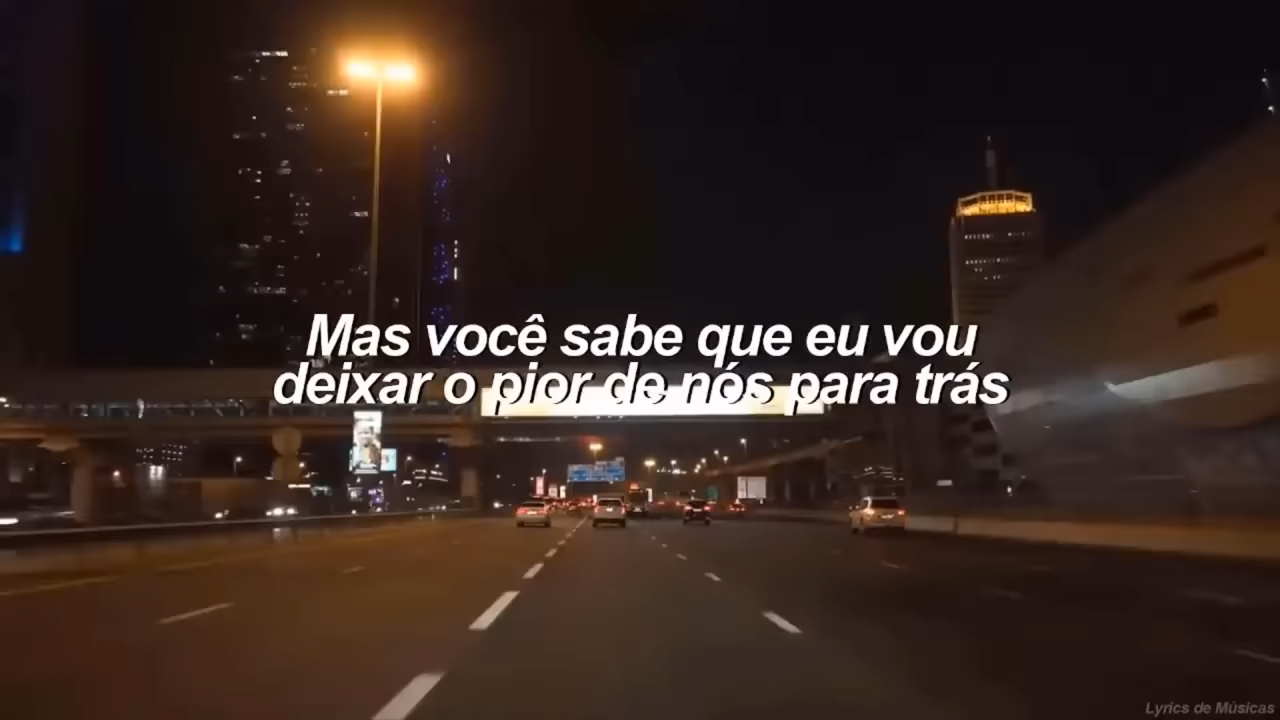 Mas você sabe que eu vou
deixar o pior de nós para trás
Lyrics de Músicas